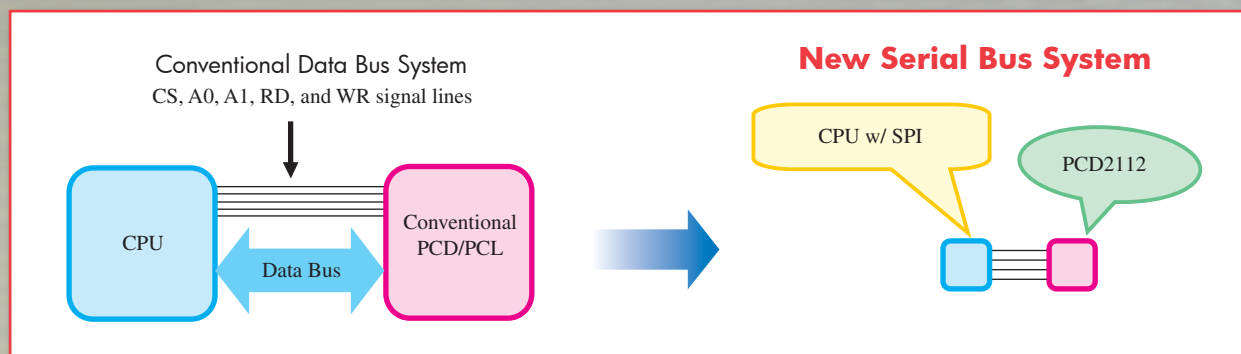 Conventional Data Bus System
CS, A0, A1, RD, and WR signal lines
CPU
Data Bus
Conventional
PCD/PCL
New Serial Bus System
CPU w/ SPI
PCD2112